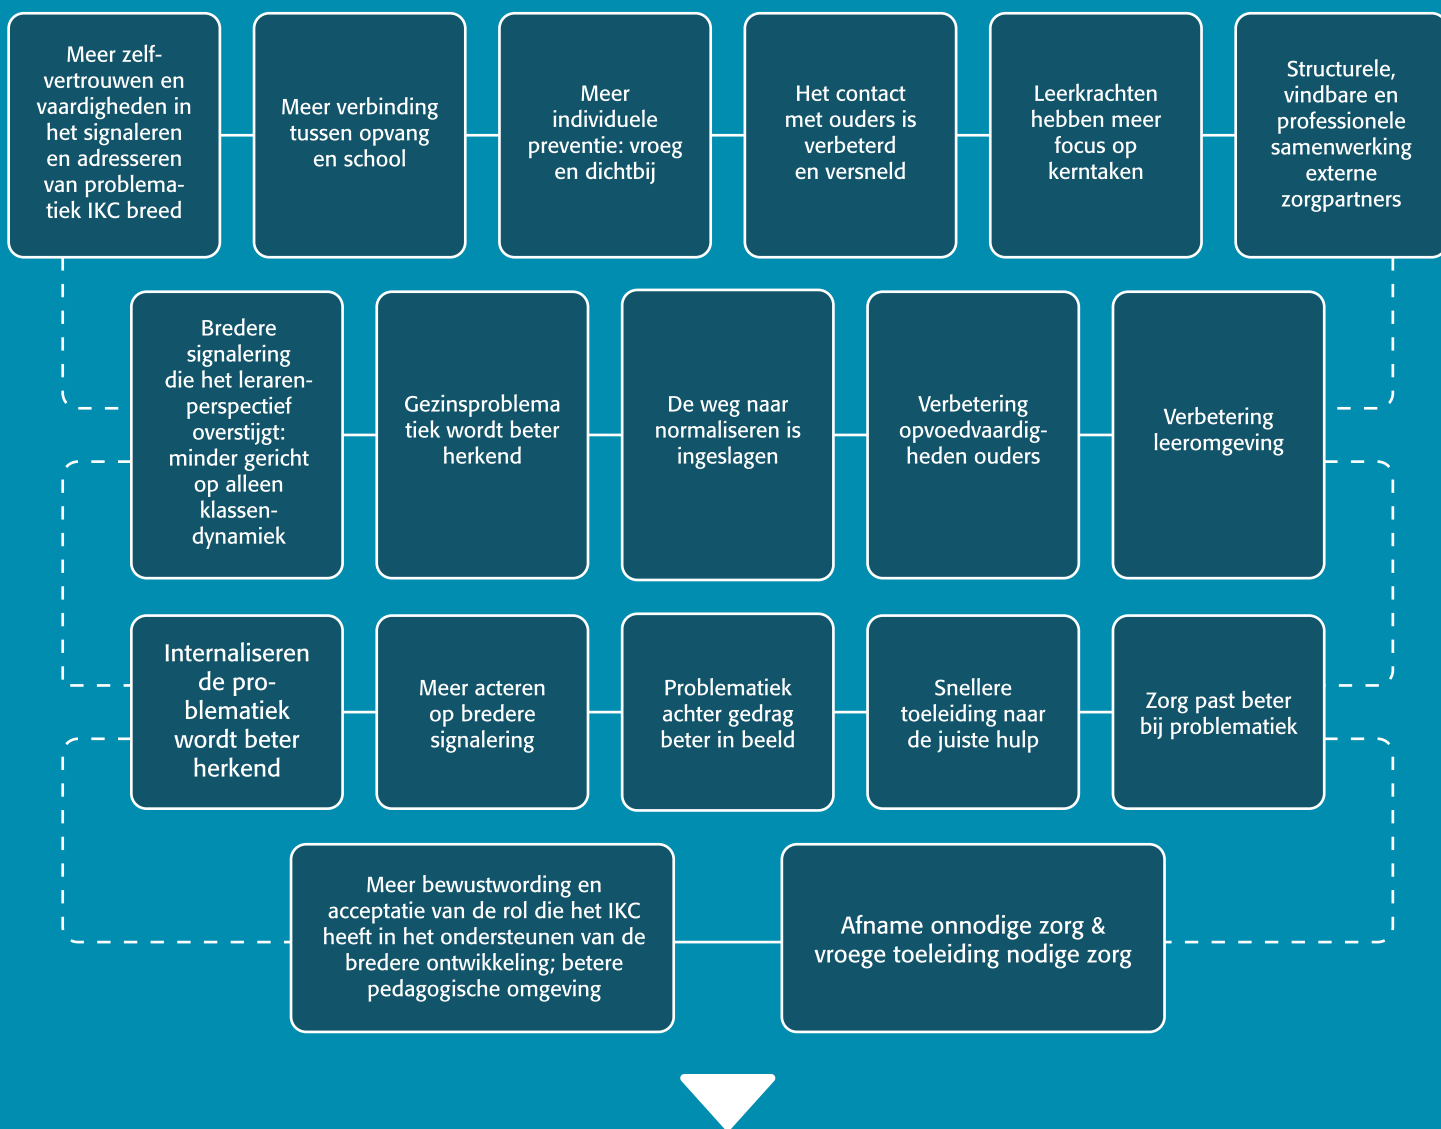 Meer zelf-
vertrouwen en
vaardigheden in
het signaleren
en adresseren
van problema-
tiek IKC breed
Meer verbinding
tussen opvang
en school
Meer
individuele
preventie: vroeg
en dichtbij
Het contact
met ouders is
verbeterd
en versneld
Leerkrachten
hebben meer
focus op
kerntaken
Structurele,
vindbare en
professionele
samenwerking
externe
zorgpartners
Bredere
signalering
die het leraren-
perspectief
overstijgt:
minder gericht
op alleen
klassen-
dynamiek
Gezinsproblema
tiek wordt beter
herkend
De weg naar
normaliseren is
ingeslagen
Verbetering
opvoedvaardig-
heden ouders
Verbetering
leeromgeving
Internaliseren
de pro-
blematiek
wordt beter
herkend
Meer acteren
op bredere
signalering
Problematiek
achter gedrag
beter in beeld
Snellere
toeleiding naar
de juiste hulp
Zorg past beter
bij problematiek
Meer bewustwording en
acceptatie van de rol die het IKC
heeft in het ondersteunen van de
bredere ontwikkeling; betere
pedagogische omgeving
Afname onnodige zorg &
vroege toeleiding nodige zorg